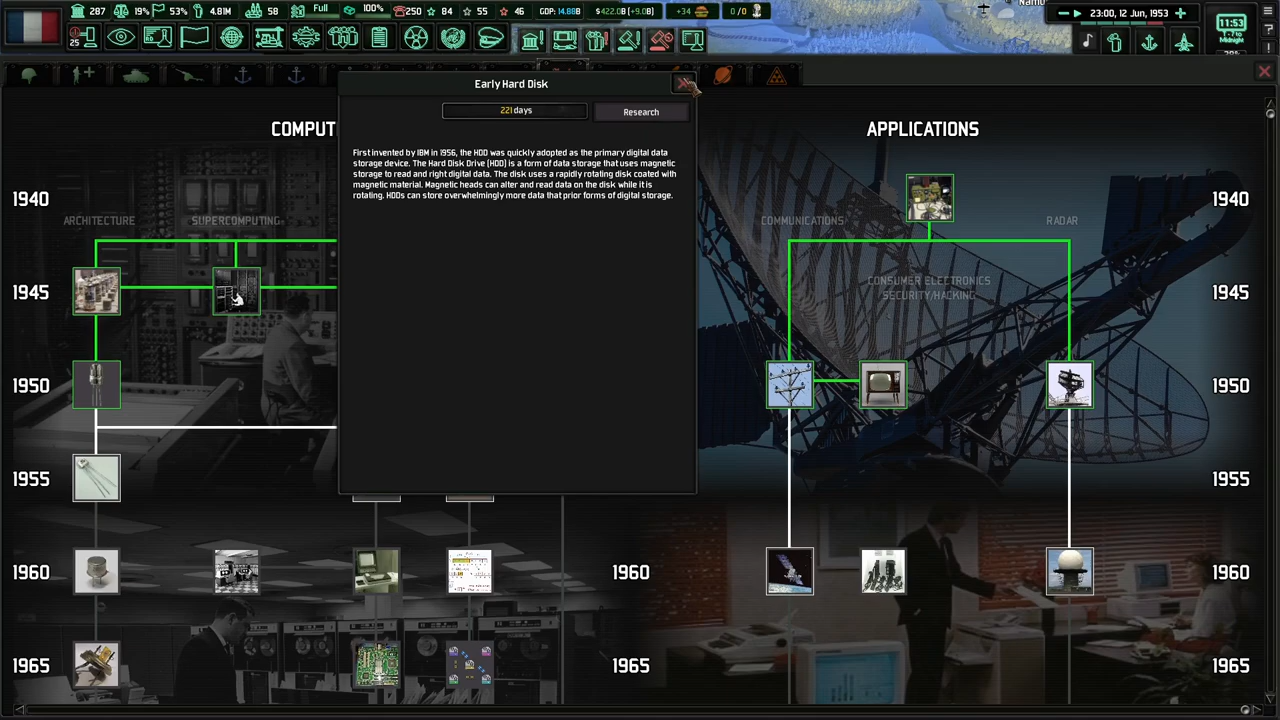 287 19% 53% 4.81M 58 Full 100% 250 84 55 46 GDP: 14.88B $422.0B (+9.0B) +34 0/0
23:00, 12 Jun, 1953
25
11:53
T-7 to
Midnight
Early Hard Disk
221 days
Research
First invented by IBM in 1956, the HDD was quickly adopted as the primary digital data
storage device. The Hard Disk Drive (HDD) is a form of data storage that uses magnetic
storage to read and right digital data. The disk uses a rapidly rotating disk coated with
magnetic material. Magnetic heads can alter and read data on the disk while it is
rotating. HDDs can store overwhelmingly more data that prior forms of digital storage.
COMPUT
APPLICATIONS
1940
1940
ARCHITECTURE
SUPERCOMPUTING
COMMUNICATIONS
RADAR
CONSUMER ELECTRONICS
SECURITY/HACKING
1945
1945
1950
1950
1955
1955
1960
1960
1960
1965
1965
1965